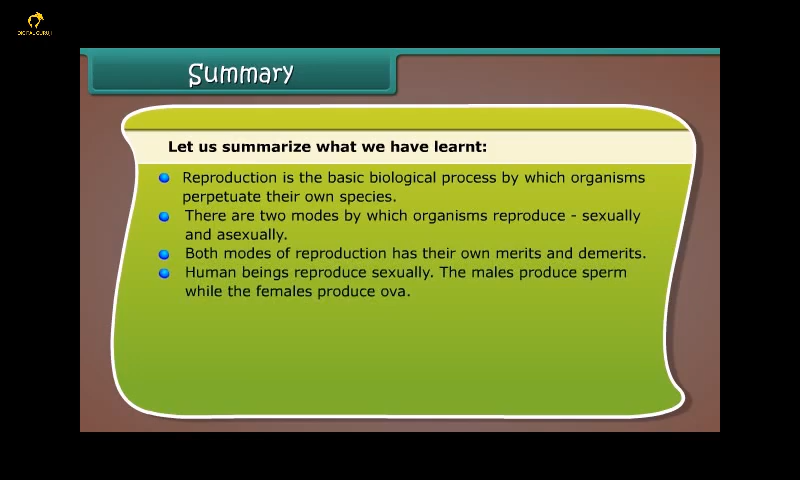 DIGITAL GURUJI
Summary
Let us summarize what we have learnt:
Reproduction is the basic biological process by which organisms
perpetuate their own species.
There are two modes by which organisms reproduce - sexually
and asexually.
Both modes of reproduction has their own merits and demerits.
Human beings reproduce sexually. The males produce sperm
while the females produce ova.